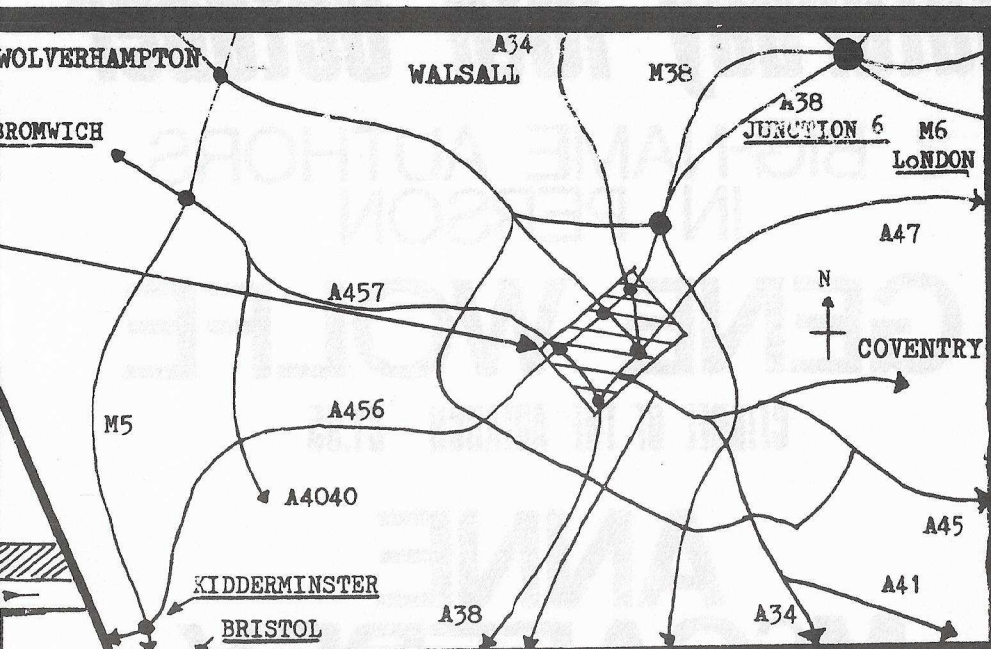 WOLVERHAMPTON
A34
WALSALL
M38
A38
JUNCTION 6
M6
LoNDON
BROMWICH
A47
A457
N
COVENTRY
A456
M5
A4040
A45
KIDDERMINSTER
BRISTOL
A38
A34
A41